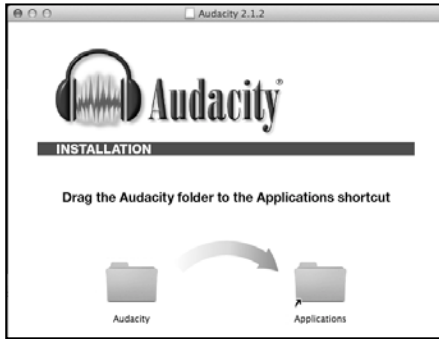 Audacity 2.1.2
Audacity®
INSTALLATION
Drag the Audacity folder to the Applications shortcut
Audacity
Applications